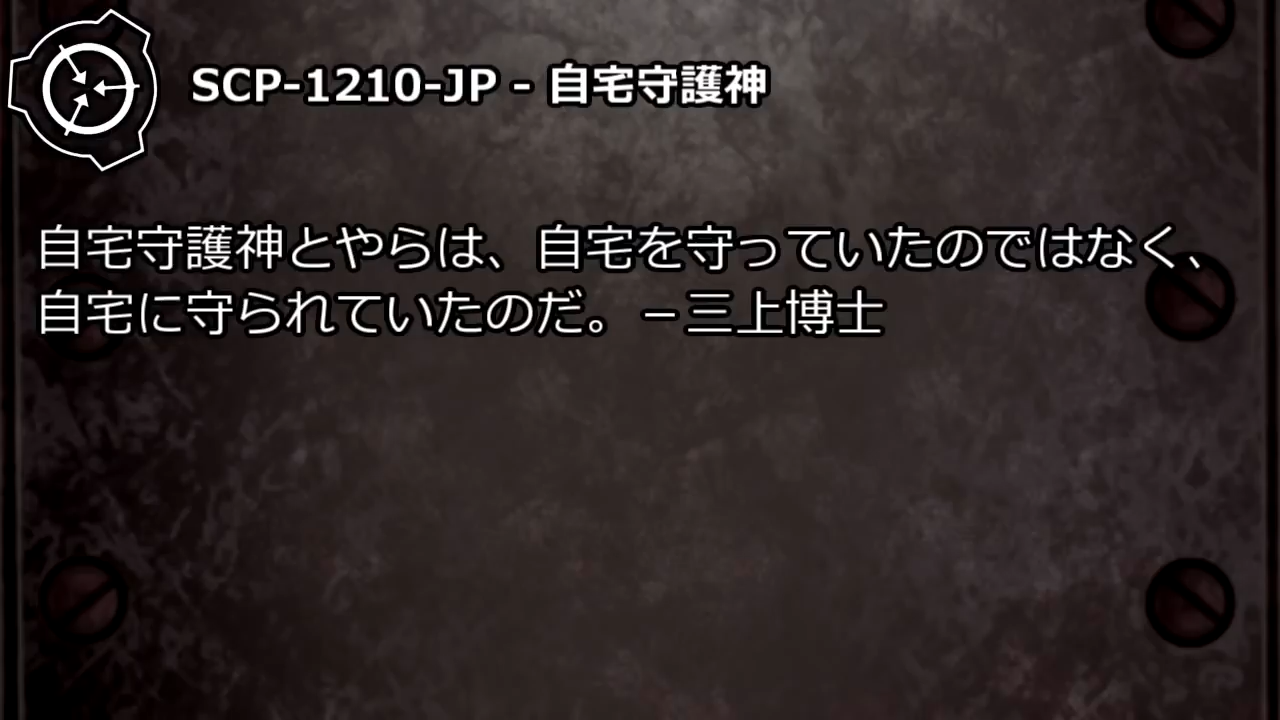 SCP-1210-JP - 自宅守護神
自宅守護神とやらは、自宅を守っていたのではなく、
自宅に守られていたのだ。－三上博士